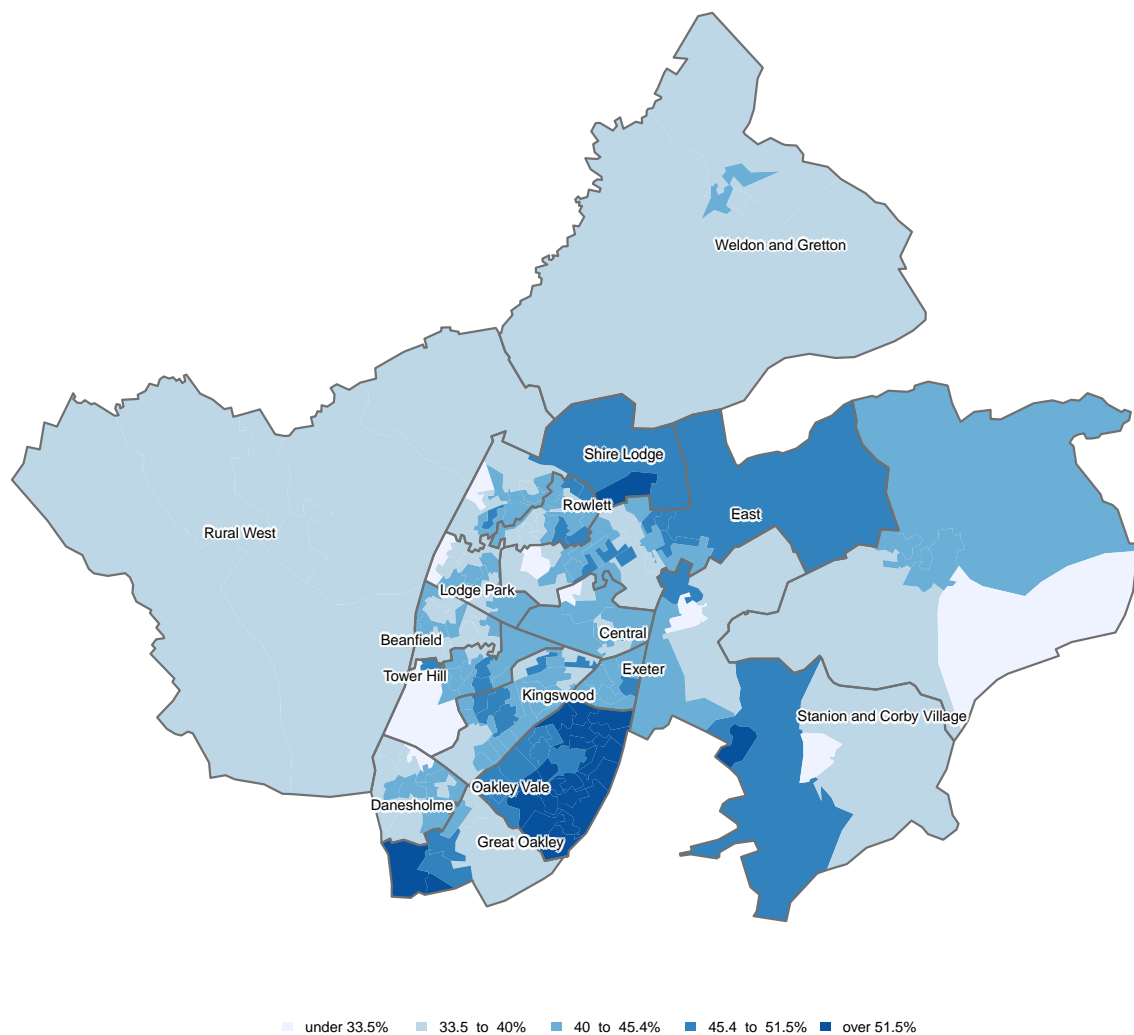 Weldon and Gretton
Shire Lodge
Rowlett
East
Rural West
Lodge Park
Central
Beanfield
Exeter
Tower Hill
Kingswood
Stanion and Corby Village
Oakley Vale
Danesholme
Great Oakley
under 33.5% 33.5 to 40% 40 to 45.4% 45.4 to 51.5% over 51.5%